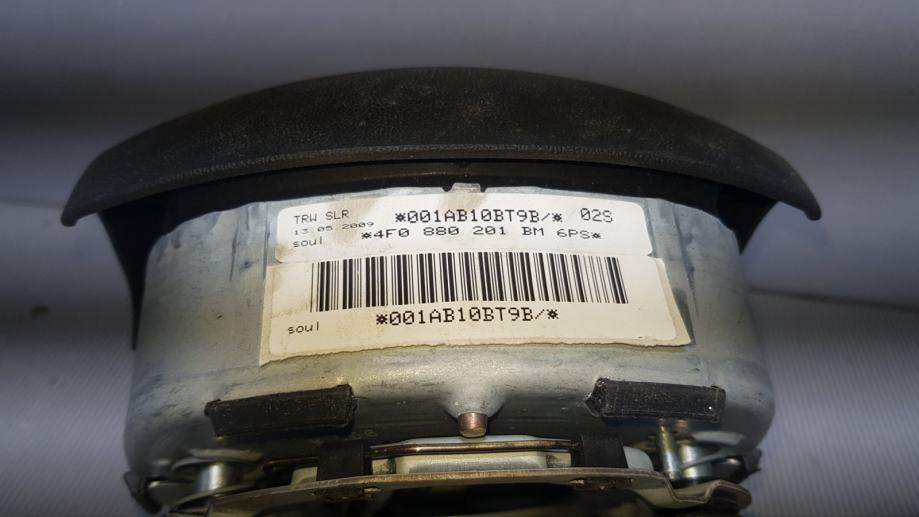 TRW SLR *001AB10BT9B/* 02S
13.05.2009
soul *4F0 880 201 BM 6PS*
soul *001AB10BT9B/*